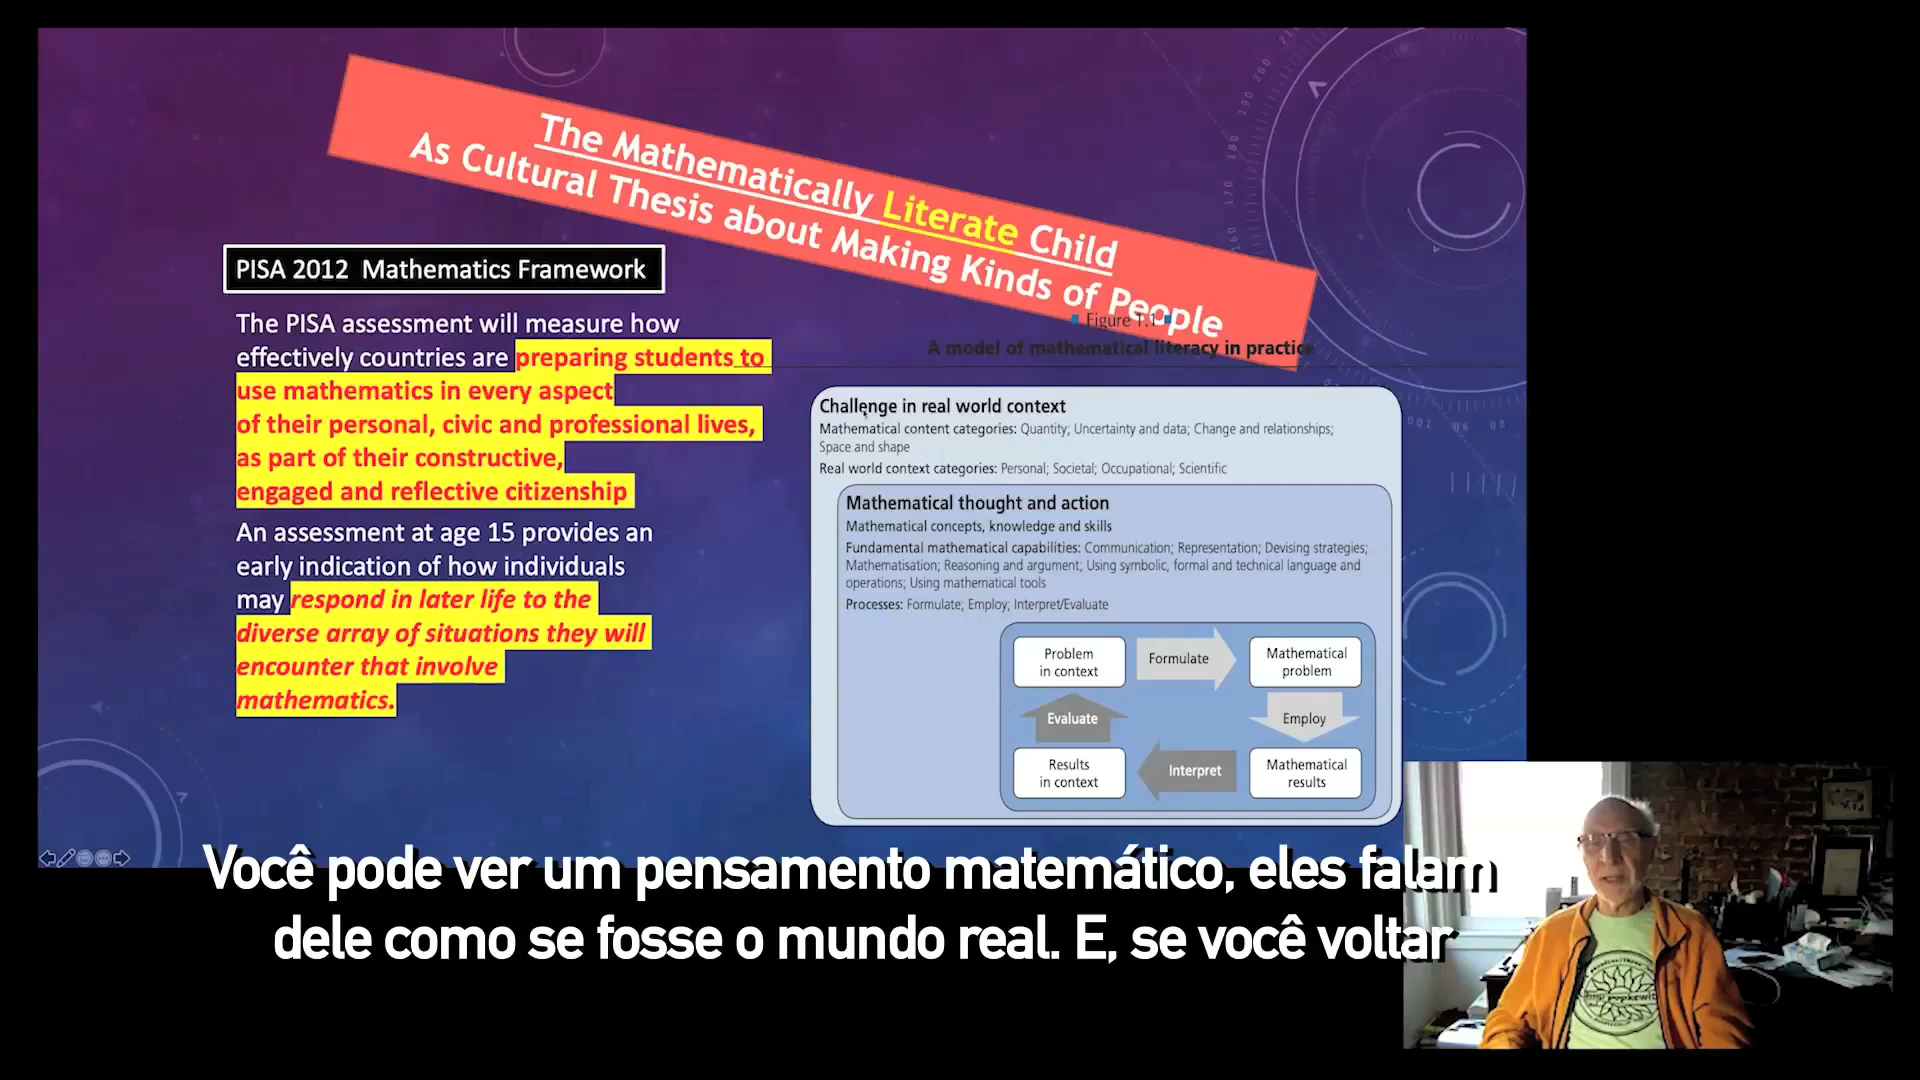 The Mathematically Literate Child
As Cultural Thesis about Making Kinds of People
PISA 2012 Mathematics Framework
The PISA assessment will measure how
effectively countries are preparing students to
use mathematics in every aspect
of their personal, civic and professional lives,
as part of their constructive,
engaged and reflective citizenship
An assessment at age 15 provides an
early indication of how individuals
may respond in later life to the
diverse array of situations they will
encounter that involve
mathematics.
Figure 1.1
A model of mathematical literacy in practice
Challenge in real world context
Mathematical content categories: Quantity; Uncertainty and data; Change and relationships;
Space and shape
Real world context categories: Personal; Societal; Occupational; Scientific
Mathematical thought and action
Mathematical concepts, knowledge and skills
Fundamental mathematical capabilities: Communication; Representation; Devising strategies;
Mathematisation; Reasoning and argument; Using symbolic, formal and technical language and
operations; Using mathematical tools
Processes: Formulate; Employ; Interpret/Evaluate
Problem
in context
Formulate
Mathematical
problem
Evaluate
Employ
Results
in context
Interpret
Mathematical
results
Você pode ver um pensamento matemático, eles falam
dele como se fosse o mundo real. E, se você voltar